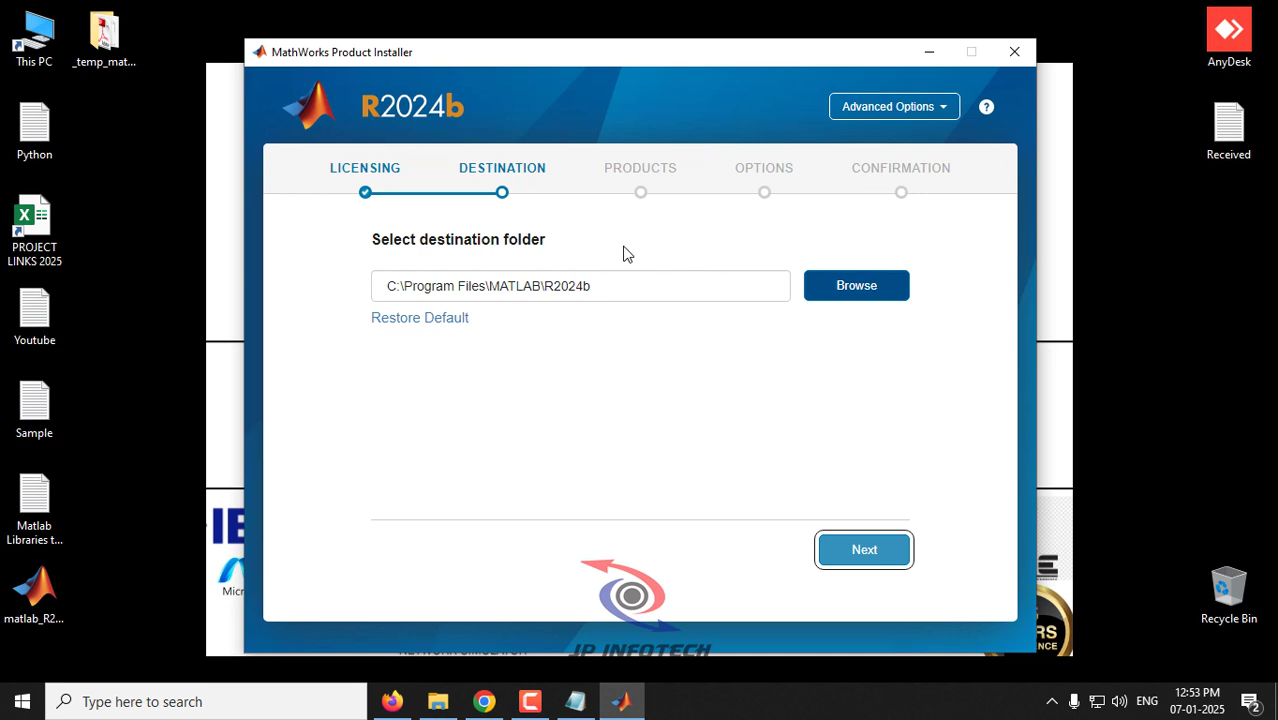 This PC
_temp_mat...
AnyDesk
Python
Received
PROJECT
LINKS 2025
Youtube
Sample
Matlab
Libraries t...
matlab_R2...
Recycle Bin
MathWorks Product Installer
R2024b
Advanced Options
?
LICENSING
DESTINATION
PRODUCTS
OPTIONS
CONFIRMATION
Select destination folder
C:\Program Files\MATLAB\R2024b
Browse
Restore Default
Next
JP INFOTECH
Type here to search
ENG
12:53 PM
07-01-2025
2